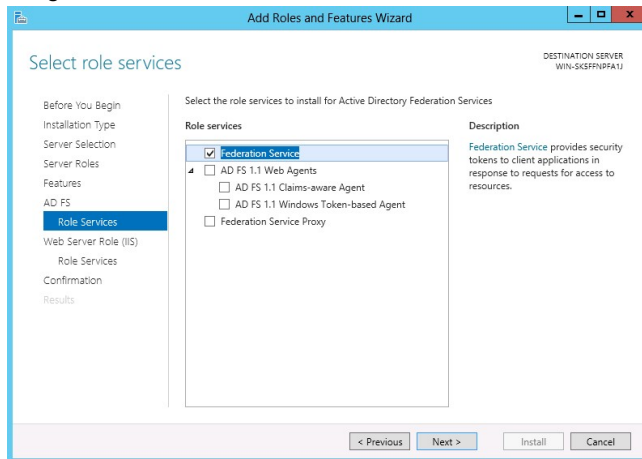 Add Roles and Features Wizard
Select role services
DESTINATION SERVER
WIN-SKSFFNPFA1J
Before You Begin
Installation Type
Server Selection
Server Roles
Features
AD FS
Role Services
Web Server Role (IIS)
Role Services
Confirmation
Results
Select the role services to install for Active Directory Federation Services
Role services
Federation Service
AD FS 1.1 Web Agents
AD FS 1.1 Claims-aware Agent
AD FS 1.1 Windows Token-based Agent
Federation Service Proxy
Description
Federation Service provides security
tokens to client applications in
response to requests for access to
resources.
< Previous
Next >
Install
Cancel